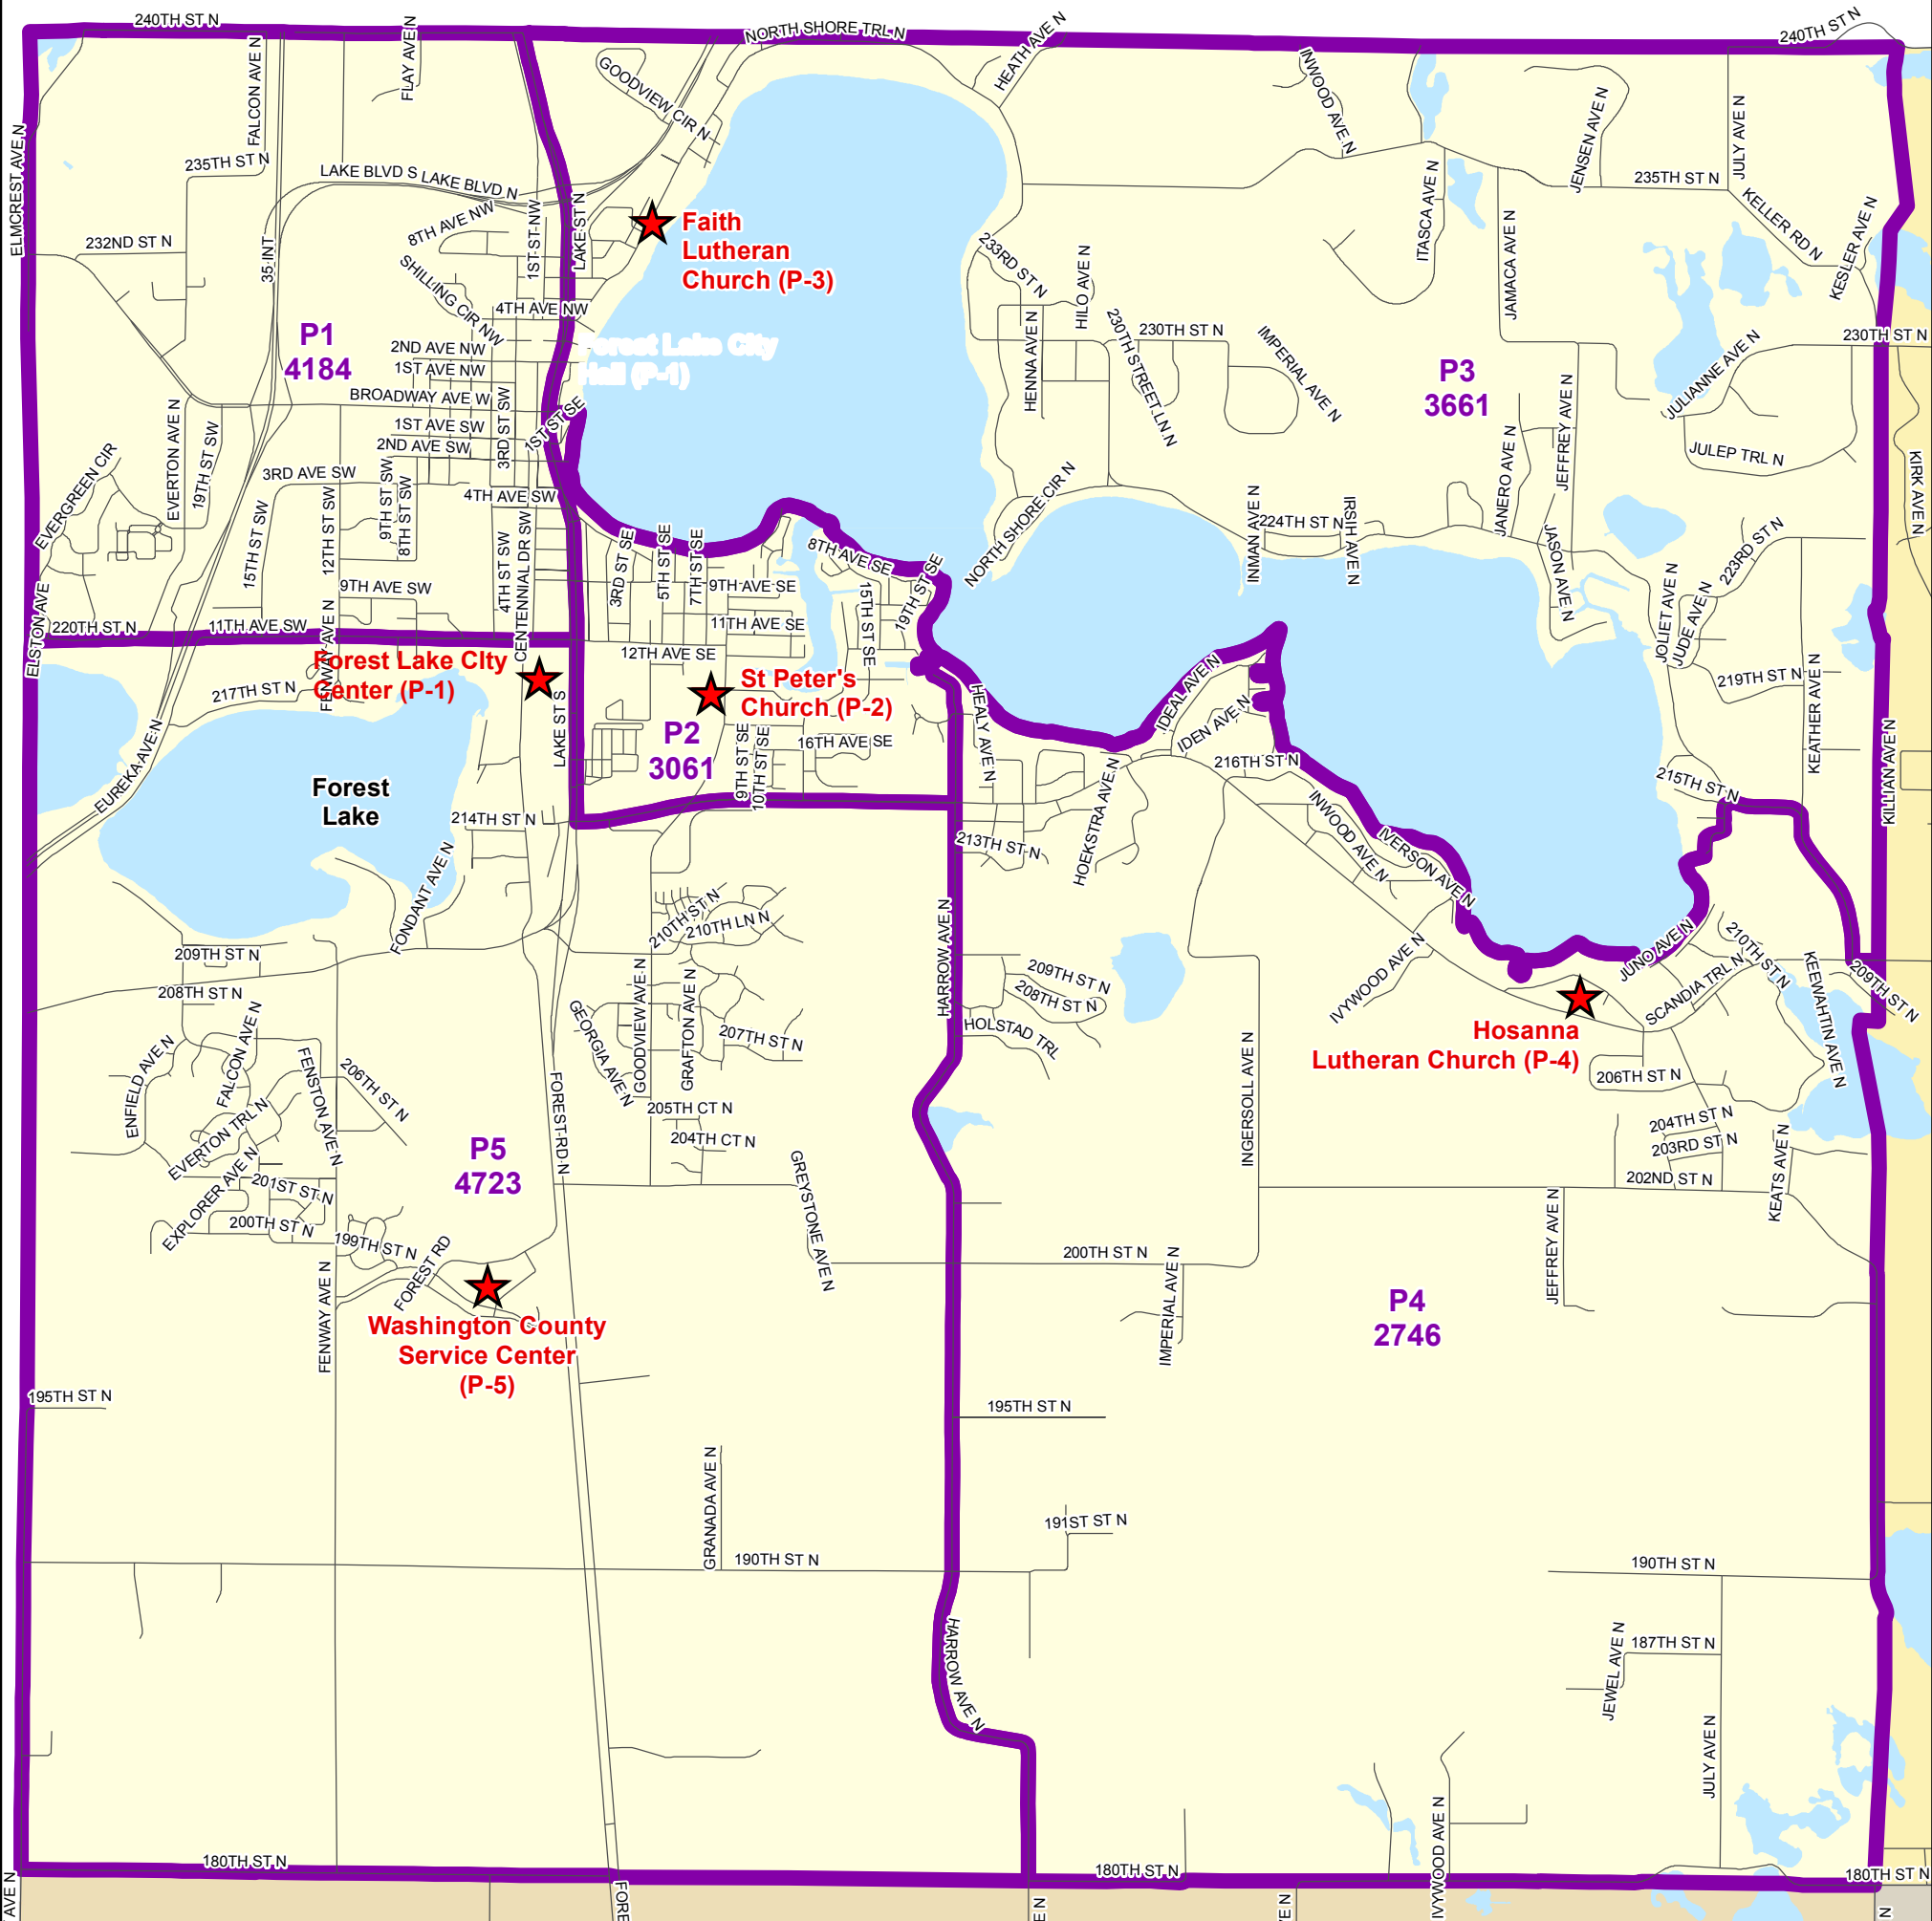 240TH ST N
NORTH SHORE TRL N
HEATH AVE N
240TH ST N
FALCON AVE N
FLAY AVE N
GOODVIEW CIR N
INWOOD AVE N
JENSEN AVE N
JULY AVE N
ELMCREST AVE N
235TH ST N
LAKE BLVD S
LAKE BLVD N
ITASCA AVE N
235TH ST N
KELLER RD N
KESLER AVE N
232ND ST N
35 INT
8TH AVE NW
1ST ST NW
LAKE ST N
Faith
Lutheran
Church (P-3)
233RD ST N
HILO AVE N
JAMACA AVE N
SHILLING CIR NW
4TH AVE NW
P1
4184
2ND AVE NW
1ST AVE NW
BROADWAY AVE W
Forest Lake City
Hall (P-1)
HENNA AVE N
230TH STREET LN N
230TH ST N
IMPERIAL AVE N
P3
3661
JULIANNE AVE N
230TH ST N
JEFFREY AVE N
JANERO AVE N
JULEP TRL N
KIRK AVE N
EVERGREEN CIR
EVERTON AVE N
19TH ST SW
1ST AVE SW
2ND AVE SW
3RD ST SW
1ST ST SE
3RD AVE SW
4TH AVE SW
15TH ST SW
12TH ST SW
9TH ST SW
8TH ST SW
4TH ST SW
CENTENNIAL DR SW
9TH AVE SW
3RD ST SE
5TH ST SE
7TH ST SE
8TH AVE SE
9TH AVE SE
11TH AVE SE
12TH AVE SE
15TH ST SE
19TH ST SE
NORTH SHORE CIR N
INMAN AVE N
224TH ST N
IRSIH AVE N
JASON AVE N
223RD ST N
JOLIET AVE N
JUDE AVE N
219TH ST N
KEATHER AVE N
KILLIAN AVE N
ELSTON AVE
220TH ST N
11TH AVE SW
FENWAY AVE N
Forest Lake CIty
Center (P-1)
217TH ST N
EUREKA AVE N
Forest
Lake
LAKE ST S
St Peter's
Church (P-2)
P2
3061
9TH ST SE
10TH ST SE
16TH AVE SE
HEALY AVE N
IDEAL AVE N
IDEN AVE N
216TH ST N
HOEKSTRA AVE N
INWOOD AVE N
IVERSON AVE N
215TH ST N
214TH ST N
213TH ST N
FONDANT AVE N
210TH ST N
210TH LN N
HARROW AVE N
209TH ST N
208TH ST N
HOLSTAD TRL
IVYWOOD AVE N
JUNO AVE N
SCANDIA TRL N
210TH ST N
KEEWAHTIN AVE N
209TH ST N
209TH ST N
208TH ST N
Hosanna
Lutheran Church (P-4)
206TH ST N
204TH ST N
203RD ST N
202ND ST N
KEATS AVE N
ENFIELD AVE N
FALCON AVE N
FENSTON AVE N
206TH ST N
EVERTON TRL N
EXPLORER AVE N
201ST ST N
200TH ST N
199TH ST N
GEORGIA AVE N
GOODVIEW AVE N
GRAFTON AVE N
207TH ST N
205TH CT N
204TH CT N
FOREST RD N
P5
4723
GREYSTONE AVE N
INGERSOLL AVE N
200TH ST N
IMPERIAL AVE N
JEFFREY AVE N
P4
2746
FENWAY AVE N
FOREST RD
Washington County
Service Center
(P-5)
195TH ST N
195TH ST N
GRANADA AVE N
190TH ST N
191ST ST N
190TH ST N
HARROW AVE N
187TH ST N
JEWEL AVE N
JULY AVE N
IVYWOOD AVE N
180TH ST N
180TH ST N
180TH ST N
AVE N
FORE
E N
VE N
N